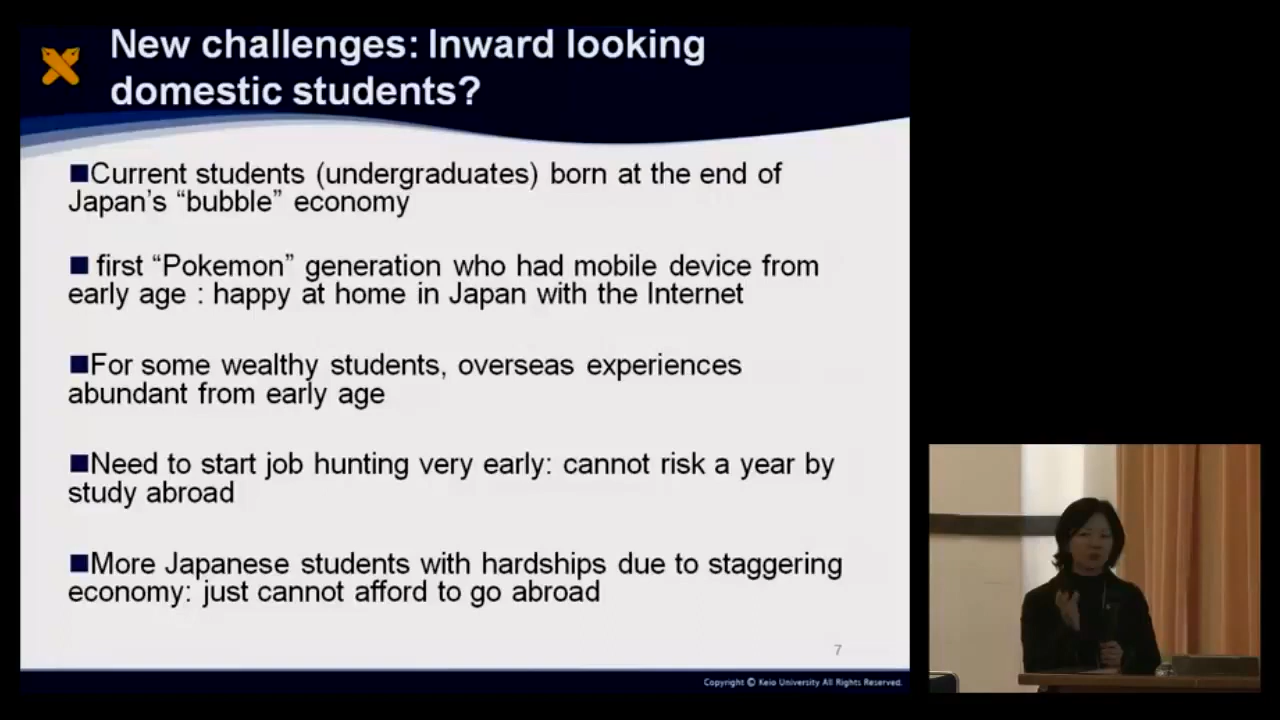 New challenges: Inward looking
domestic students?
■Current students (undergraduates) born at the end of
Japan’s “bubble” economy
■ first “Pokemon” generation who had mobile device from
early age : happy at home in Japan with the Internet
■For some wealthy students, overseas experiences
abundant from early age
■Need to start job hunting very early: cannot risk a year by
study abroad
■More Japanese students with hardships due to staggering
economy: just cannot afford to go abroad
7
Copyright © Keio University All Rights Reserved.